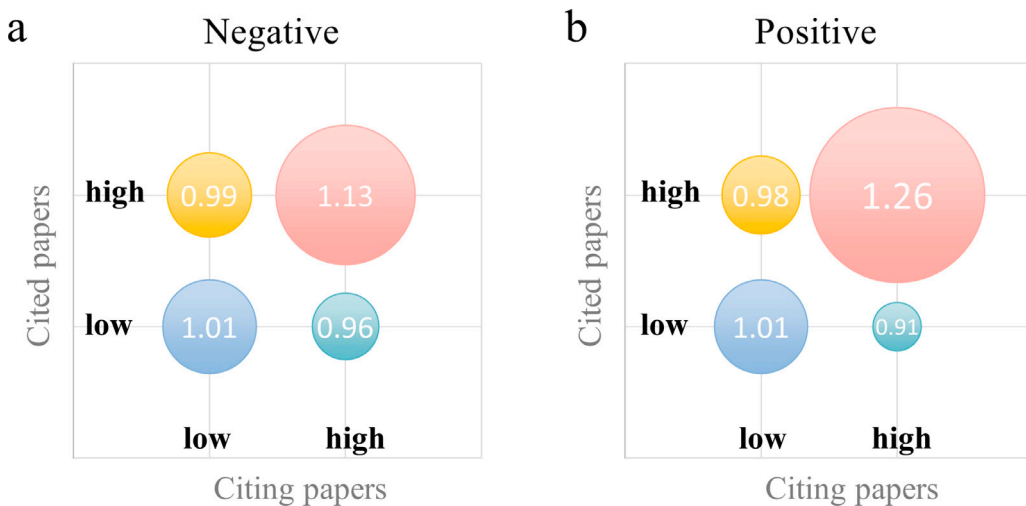 a
Negative
Cited papers
high
0.99
1.13
low
1.01
0.96
low
high
Citing papers
b
Positive
Cited papers
high
0.98
1.26
low
1.01
0.91
low
high
Citing papers